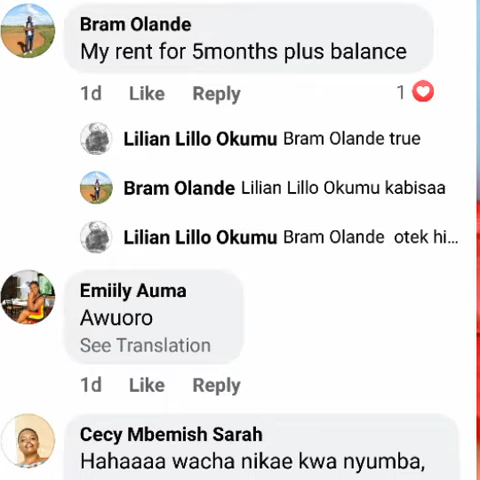 Bram Olande
My rent for 5months plus balance
1d Like Reply 1
Lilian Lillo Okumu Bram Olande true
Bram Olande Lilian Lillo Okumu kabisaa
Lilian Lillo Okumu Bram Olande otek hi...
Emiily Auma
Awuoro
See Translation
1d Like Reply
Cecy Mbemish Sarah
Hahaaaa wacha nikae kwa nyumba,